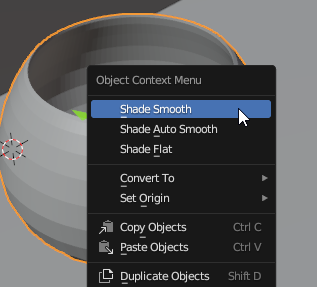 Object Context Menu
Shade Smooth
Shade Auto Smooth
Shade Flat
Convert To
Set Origin
Copy Objects Ctrl C
Paste Objects Ctrl V
Duplicate Objects Shift D